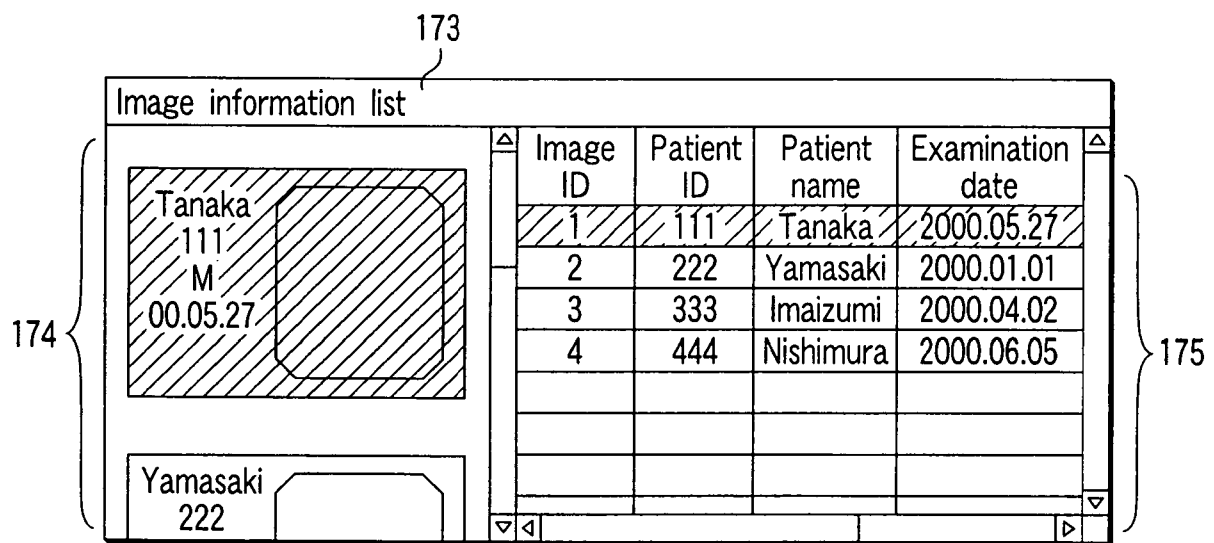 173
Image information list
174
Tanaka
111
M
00.05.27
Yamasaki
222
Image ID Patient ID Patient name Examination date
1 111 Tanaka 2000.05.27
2 222 Yamasaki 2000.01.01
3 333 Imaizumi 2000.04.02
4 444 Nishimura 2000.06.05
175